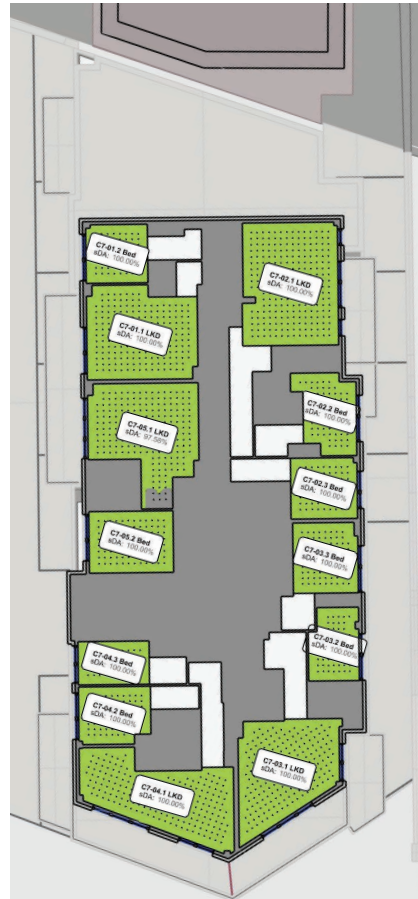 C7-01.2 Bed
sDA: 100.00%
C7-02.1 LKD
sDA: 100.00%
C7-01.1 LKD
sDA: 100.00%
C7-02.2 Bed
sDA: 100.00%
C7-05.1 LKD
sDA: 97.56%
C7-02.3 Bed
sDA: 100.00%
C7-05.2 Bed
sDA: 100.00%
C7-03.3 Bed
sDA: 100.00%
C7-03.2 Bed
sDA: 100.00%
C7-04.3 Bed
sDA: 100.00%
C7-04.2 Bed
sDA: 100.00%
C7-03.1 LKD
sDA: 100.00%
C7-04.1 LKD
sDA: 100.00%